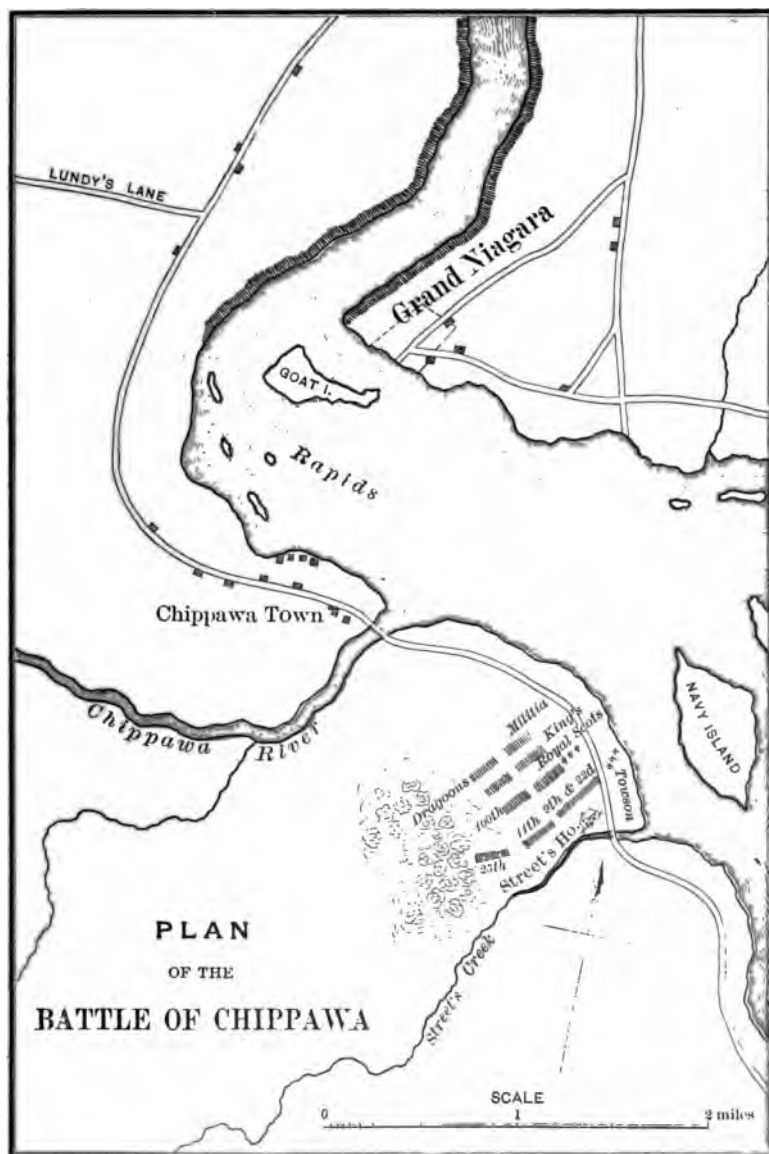 LUNDY'S LANE
Grand Niagara
GOAT I.
Rapids
Chippawa Town
Chippawa River
NAVY ISLAND
Militia
King's
Royal Scots
Dragoons
100th
11th 9th & 22d.
Towson
25th
Street's Ho.
Street's Creek
PLAN
OF THE
BATTLE OF CHIPPAWA
SCALE
0 1 2 miles